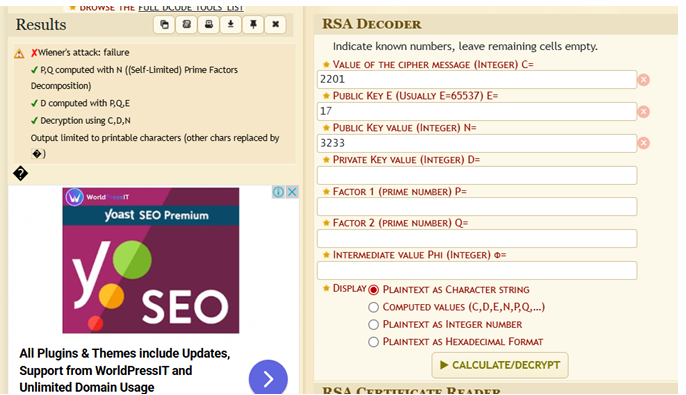 BROWSE THE FULL DCODE TOOLS' LIST
Results
✗Wiener's attack: failure
✓ P,Q computed with N ((Self-Limited) Prime Factors
Decomposition)
✓ D computed with P,Q,E
✓ Decryption using C,D,N
Output limited to printable characters (other chars replaced by
�)
�
WorldPressIT
yoast SEO Premium
yo
SEO
All Plugins & Themes include Updates,
Support from WorldPressIT and
Unlimited Domain Usage
RSA Decoder
Indicate known numbers, leave remaining cells empty.
★ Value of the cipher message (Integer) C=
2201
★ Public Key E (Usually E=65537) E=
17
★ Public Key value (Integer) N=
3233
★ Private Key value (Integer) D=
★ Factor 1 (prime number) P=
★ Factor 2 (prime number) Q=
★ Intermediate value Phi (Integer) Φ=
★ Display Plaintext as Character string
Computed values (C,D,E,N,P,Q,...)
Plaintext as Integer number
Plaintext as Hexadecimal Format
▶ CALCULATE/DECRYPT
RSA Certificate Reader